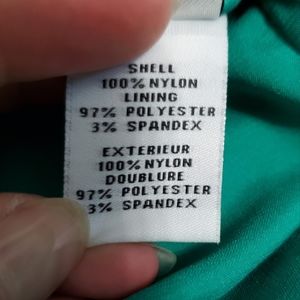 SHELL
100% NYLON
LINING
97% POLYESTER
3% SPANDEX
EXTERIEUR
100% NYLON
DOUBLURE
97% POLYESTER
3% SPANDEX